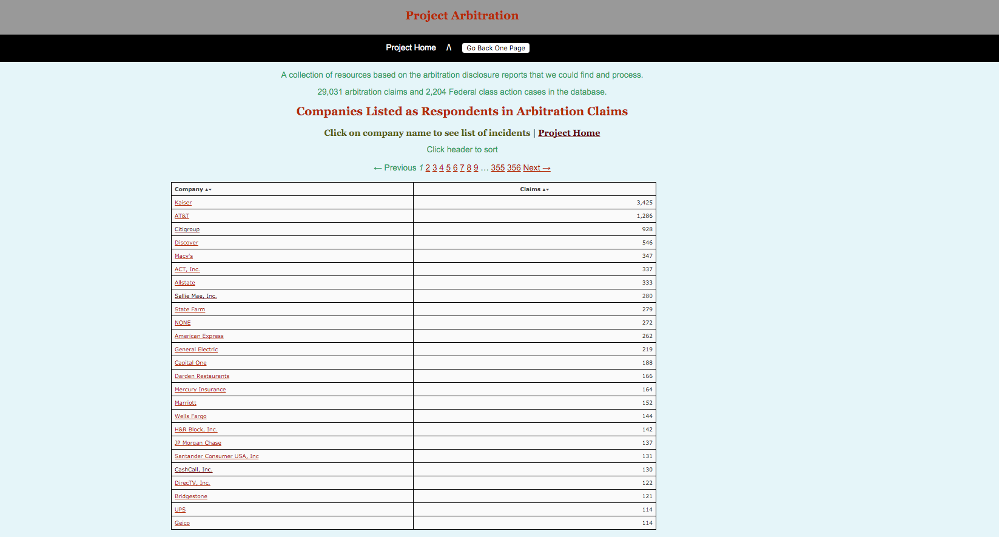 Project Arbitration
Project Home /\ Go Back One Page
A collection of resources based on the arbitration disclosure reports that we could find and process.
29,031 arbitration claims and 2,204 Federal class action cases in the database.
Companies Listed as Respondents in Arbitration Claims
Click on company name to see list of incidents | Project Home
Click header to sort
← Previous 1 2 3 4 5 6 7 8 9 … 355 356 Next →
Company ▲▼ Claims ▲▼
Kaiser 3,425
AT&T 1,286
Citigroup 928
Discover 546
Macy's 347
ACT, Inc. 337
Allstate 333
Sallie Mae, Inc. 280
State Farm 279
NONE 272
American Express 262
General Electric 219
Capital One 188
Darden Restaurants 166
Mercury Insurance 164
Marriott 152
Wells Fargo 144
H&R Block, Inc. 142
JP Morgan Chase 137
Santander Consumer USA, Inc 131
CashCall, Inc. 130
DirecTV, Inc. 122
Bridgestone 121
UPS 114
Geico 114